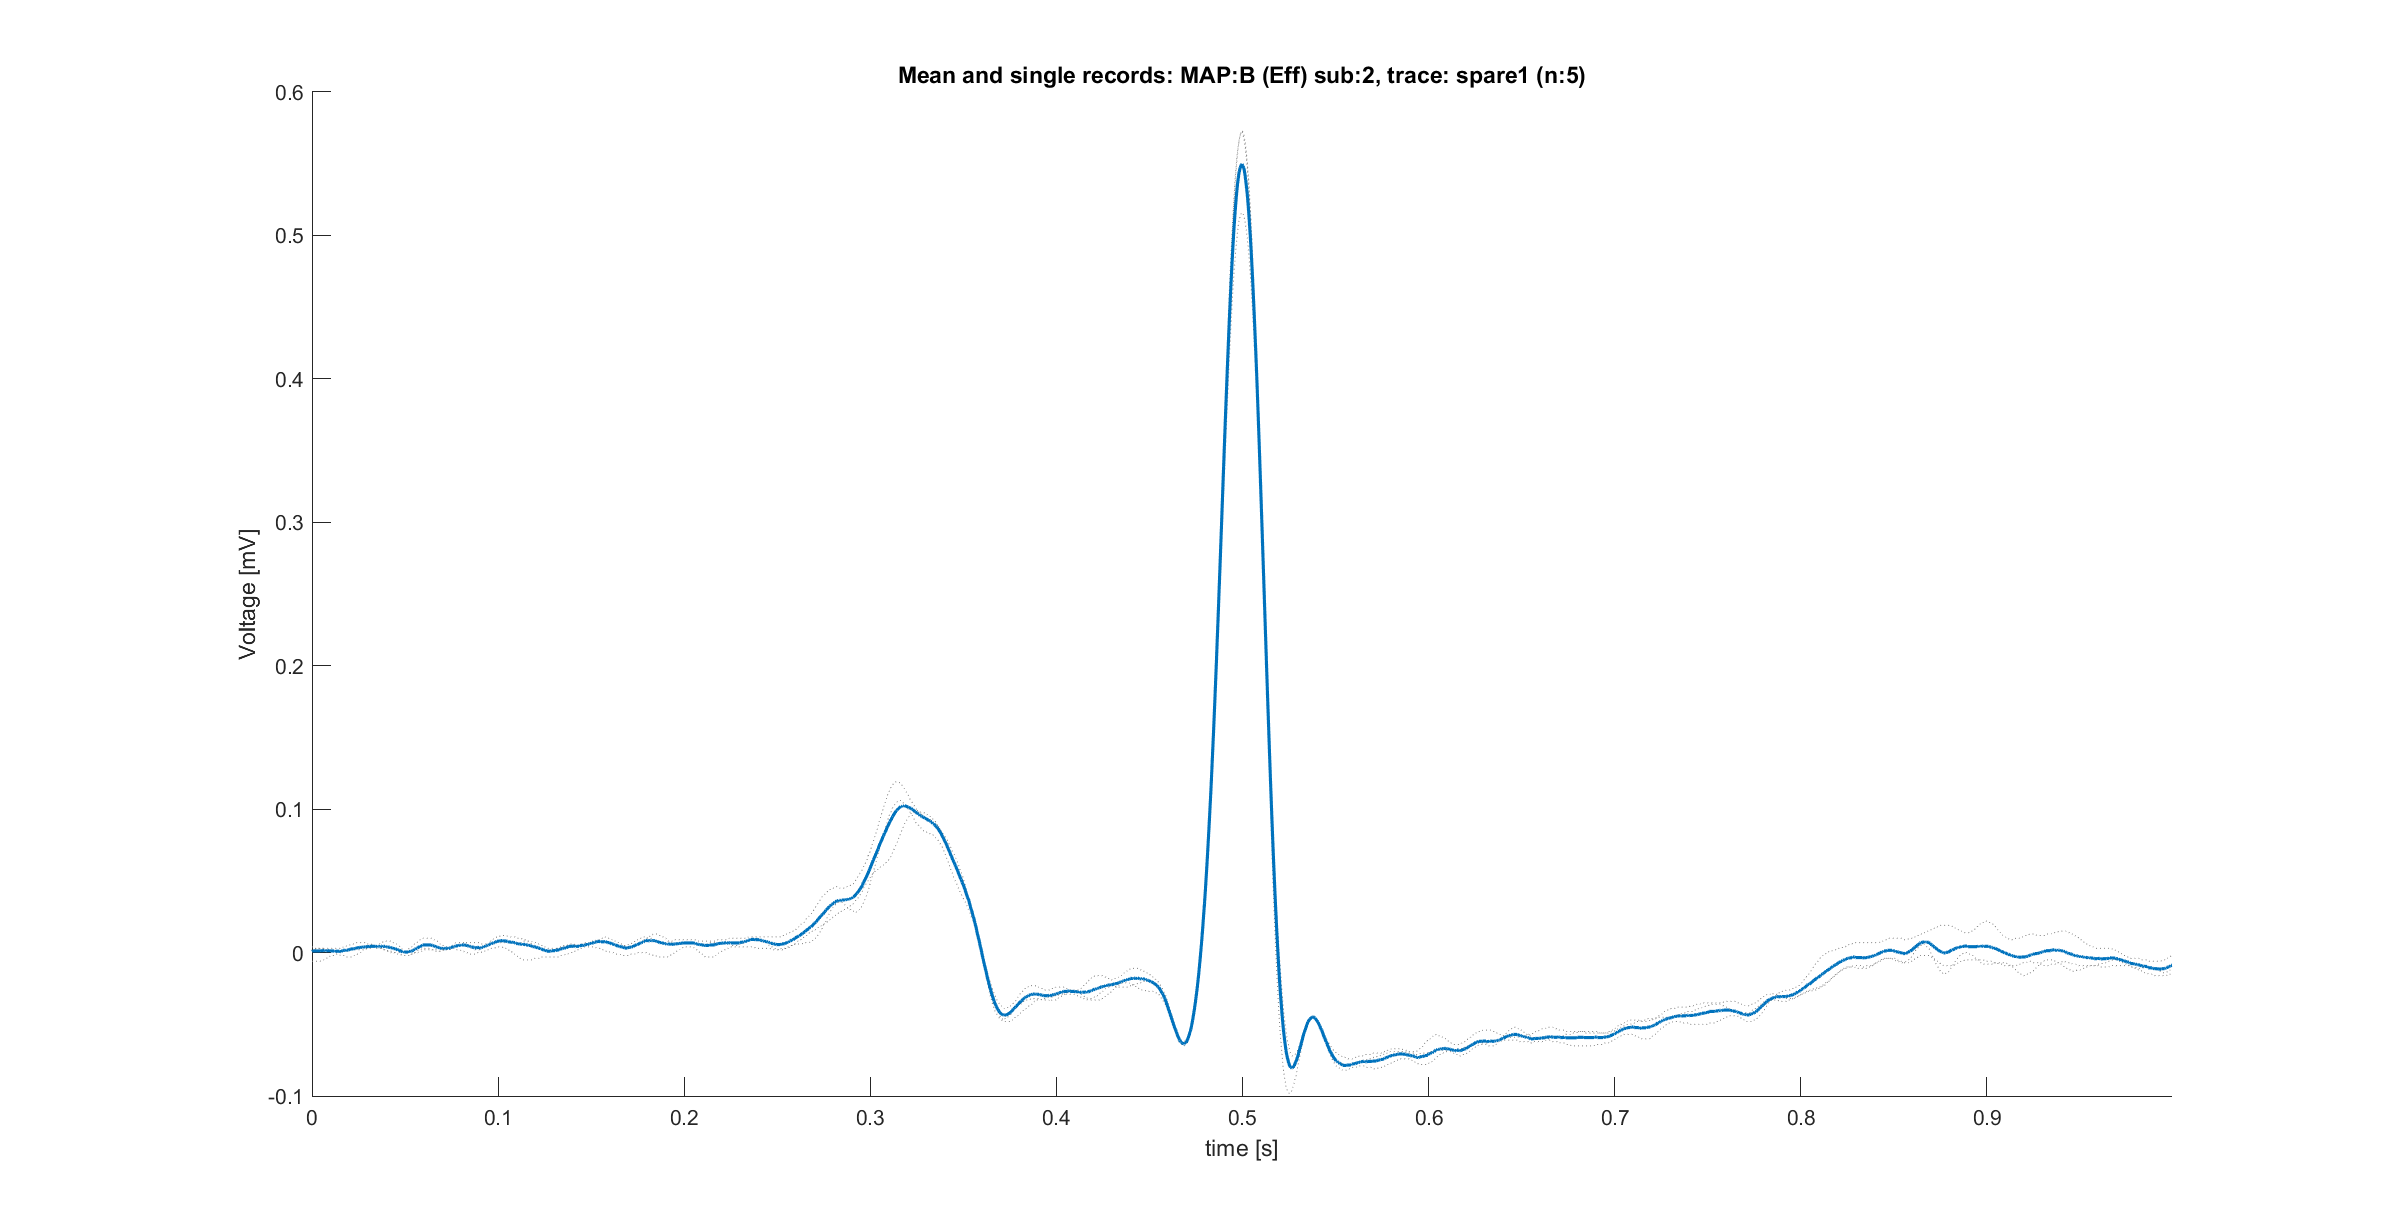 Mean and single records: MAP:B (Eff) sub:2, trace: spare1 (n:5)
0.6
0.5
0.4
0.3
0.2
0.1
0
-0.1
Voltage [mV]
0 0.1 0.2 0.3 0.4 0.5 0.6 0.7 0.8 0.9
time [s]